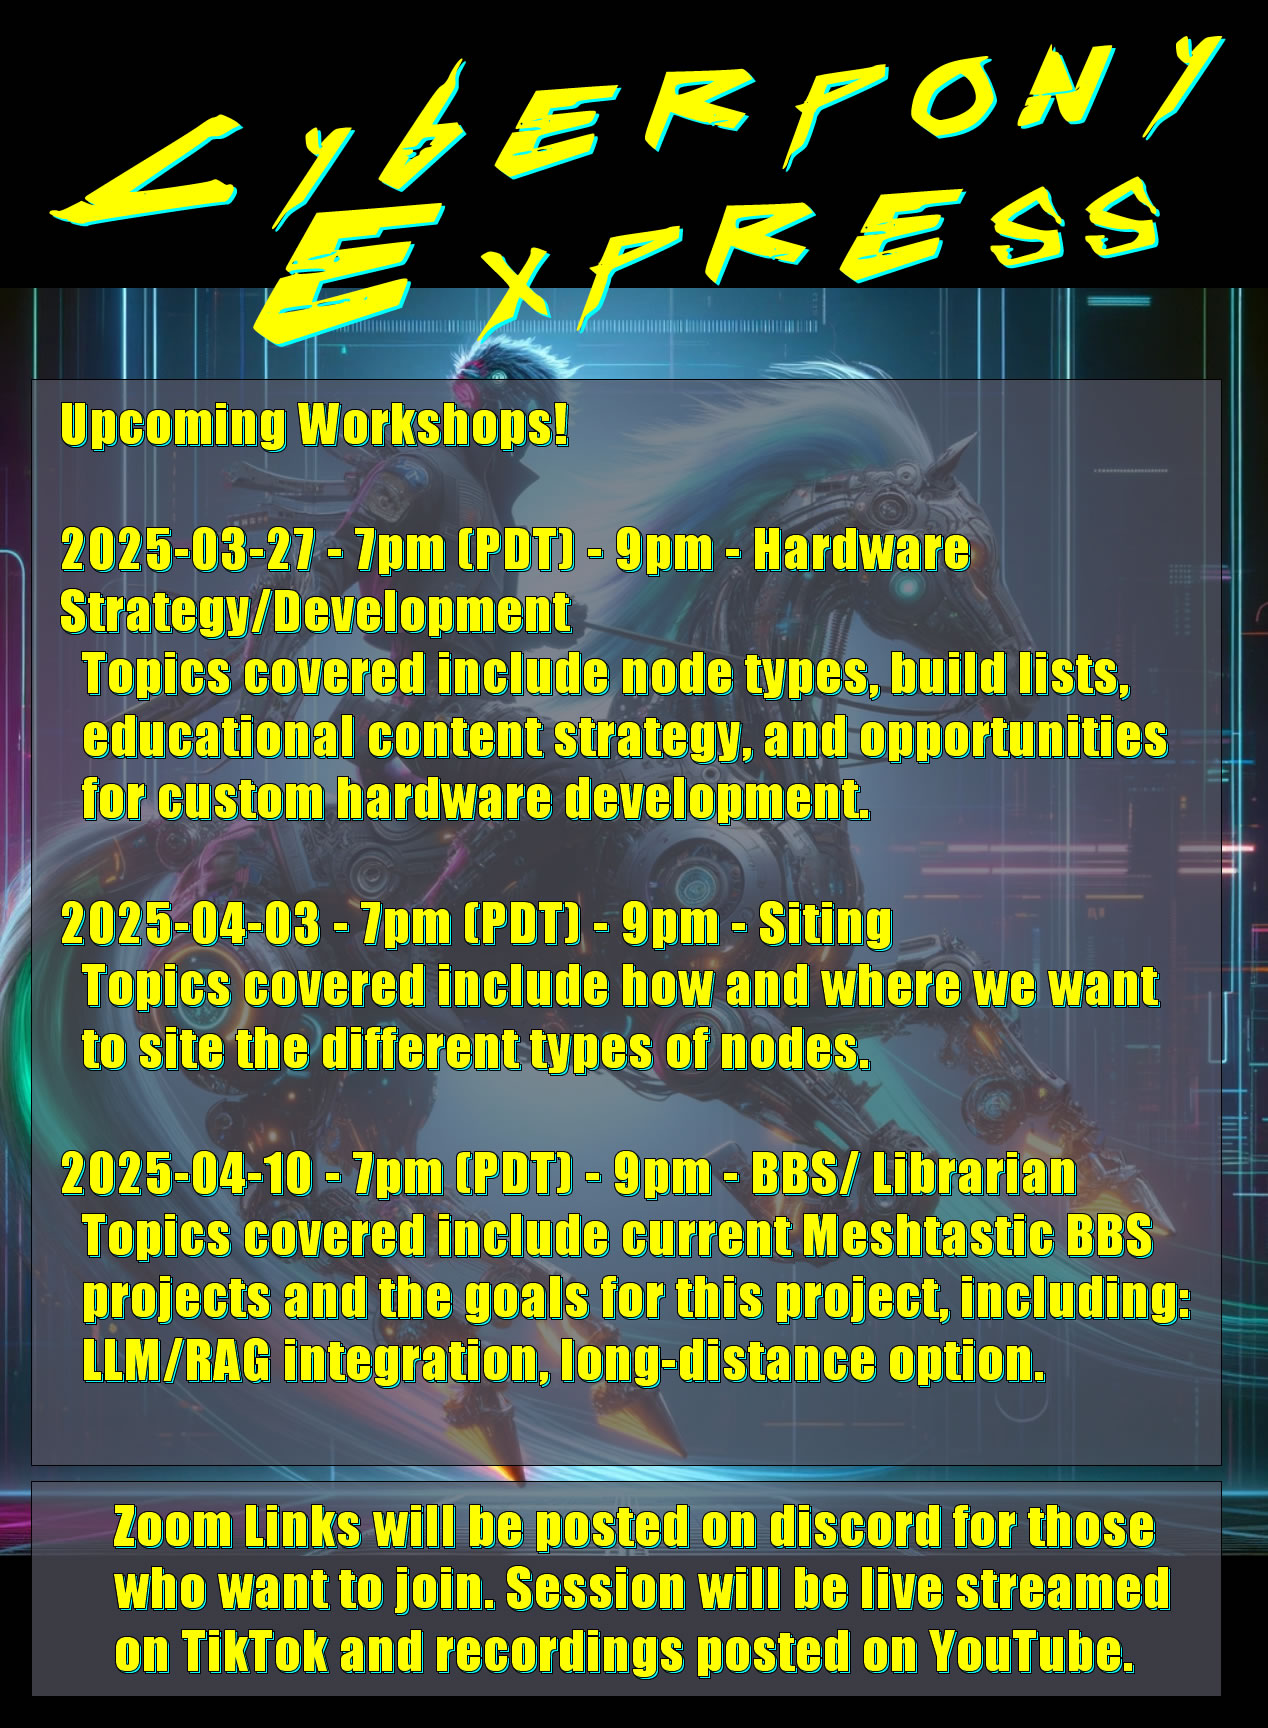 Cyberpony
Express
Upcoming Workshops!
2025-03-27 - 7pm (PDT) - 9pm - Hardware
Strategy/Development
Topics covered include node types, build lists,
educational content strategy, and opportunities
for custom hardware development.
2025-04-03 - 7pm (PDT) - 9pm - Siting
Topics covered include how and where we want
to site the different types of nodes.
2025-04-10 - 7pm (PDT) - 9pm - BBS/ Librarian
Topics covered include current Meshtastic BBS
projects and the goals for this project, including:
LLM/RAG integration, long-distance option.
Zoom Links will be posted on discord for those
who want to join. Session will be live streamed
on TikTok and recordings posted on YouTube.